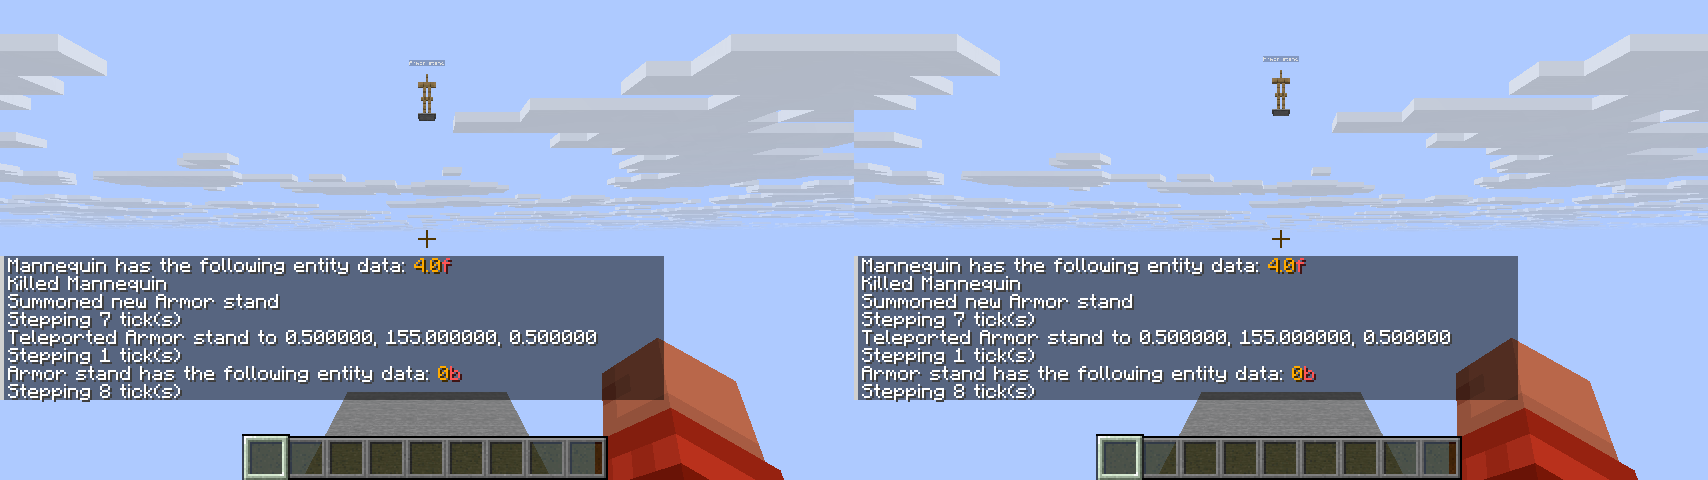 Mannequin has the following entity data: 4.0f
Killed Mannequin
Summoned new Armor stand
Stepping 7 tick(s)
Teleported Armor stand to 0.500000, 155.000000, 0.500000
Stepping 1 tick(s)
Armor stand has the following entity data: 0b
Stepping 8 tick(s)
Mannequin has the following entity data: 4.0f
Killed Mannequin
Summoned new Armor stand
Stepping 7 tick(s)
Teleported Armor stand to 0.500000, 155.000000, 0.500000
Stepping 1 tick(s)
Armor stand has the following entity data: 0b
Stepping 8 tick(s)